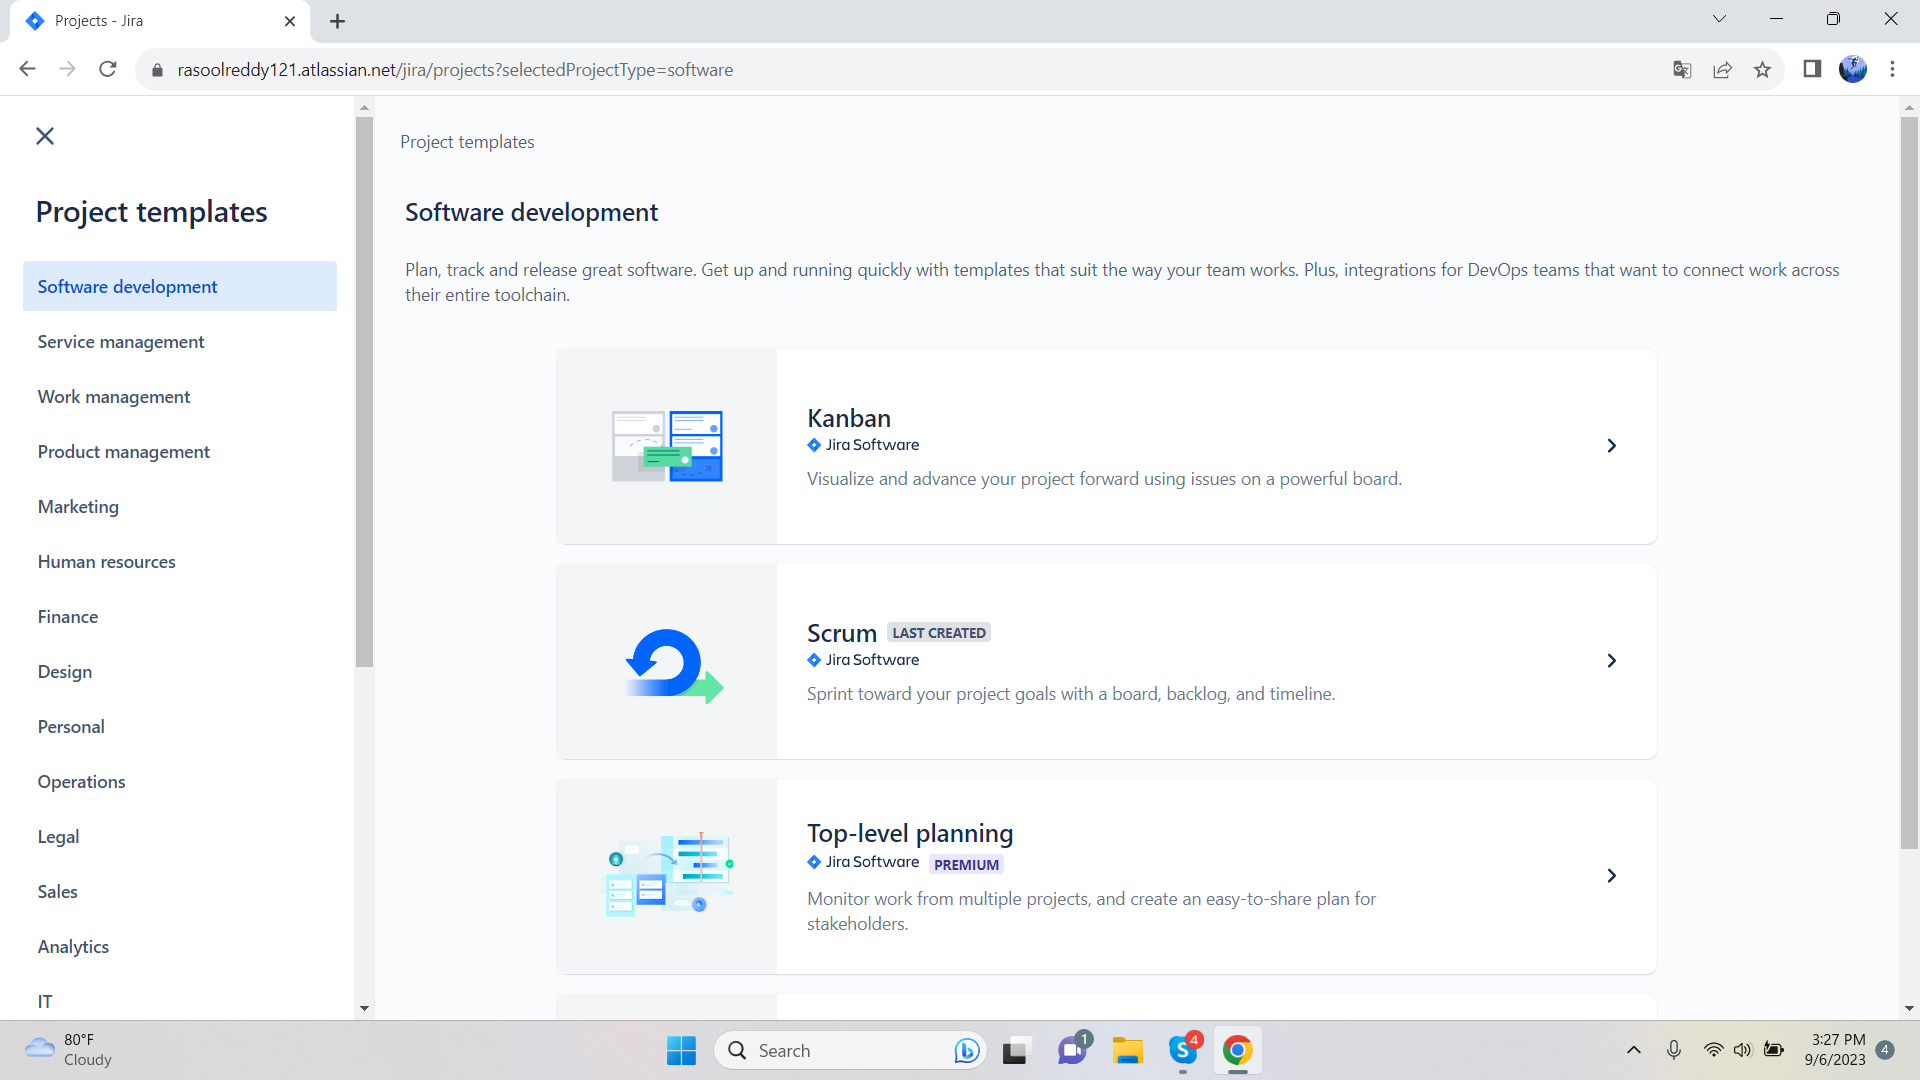 Projects - Jira
rasoolreddy121.atlassian.net/jira/projects?selectedProjectType=software
Project templates
Software development
Service management
Work management
Product management
Marketing
Human resources
Finance
Design
Personal
Operations
Legal
Sales
Analytics
IT
Project templates
Software development
Plan, track and release great software. Get up and running quickly with templates that suit the way your team works. Plus, integrations for DevOps teams that want to connect work across
their entire toolchain.
Kanban
Jira Software
Visualize and advance your project forward using issues on a powerful board.
Scrum LAST CREATED
Jira Software
Sprint toward your project goals with a board, backlog, and timeline.
Top-level planning
Jira Software PREMIUM
Monitor work from multiple projects, and create an easy-to-share plan for
stakeholders.
80°F
Cloudy
Search
1
4
3:27 PM
9/6/2023
4